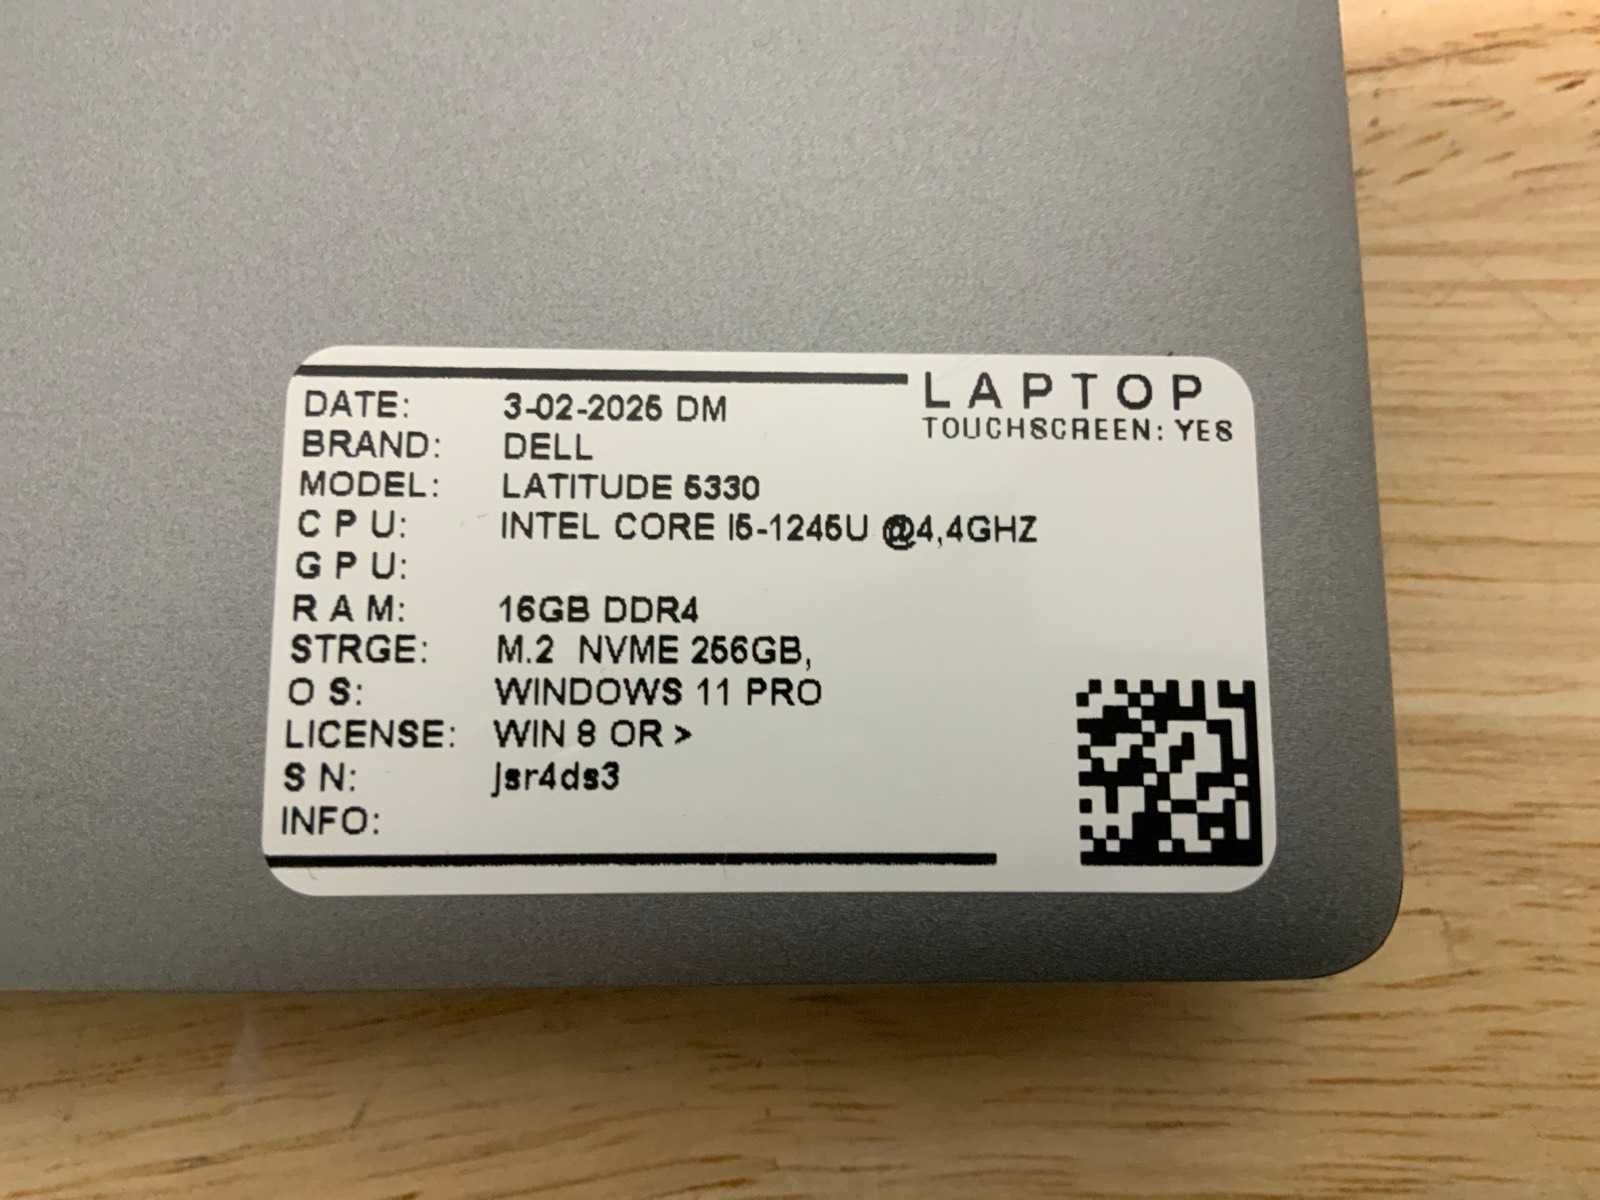 LAPTOP
TOUCHSCREEN: YES
DATE: 3-02-2025 DM
BRAND: DELL
MODEL: LATITUDE 5330
C P U: INTEL CORE I5-1245U @4,4GHZ
G P U:
R A M: 16GB DDR4
STRGE: M.2 NVME 256GB,
O S: WINDOWS 11 PRO
LICENSE: WIN 8 OR >
S N: jsr4ds3
INFO: